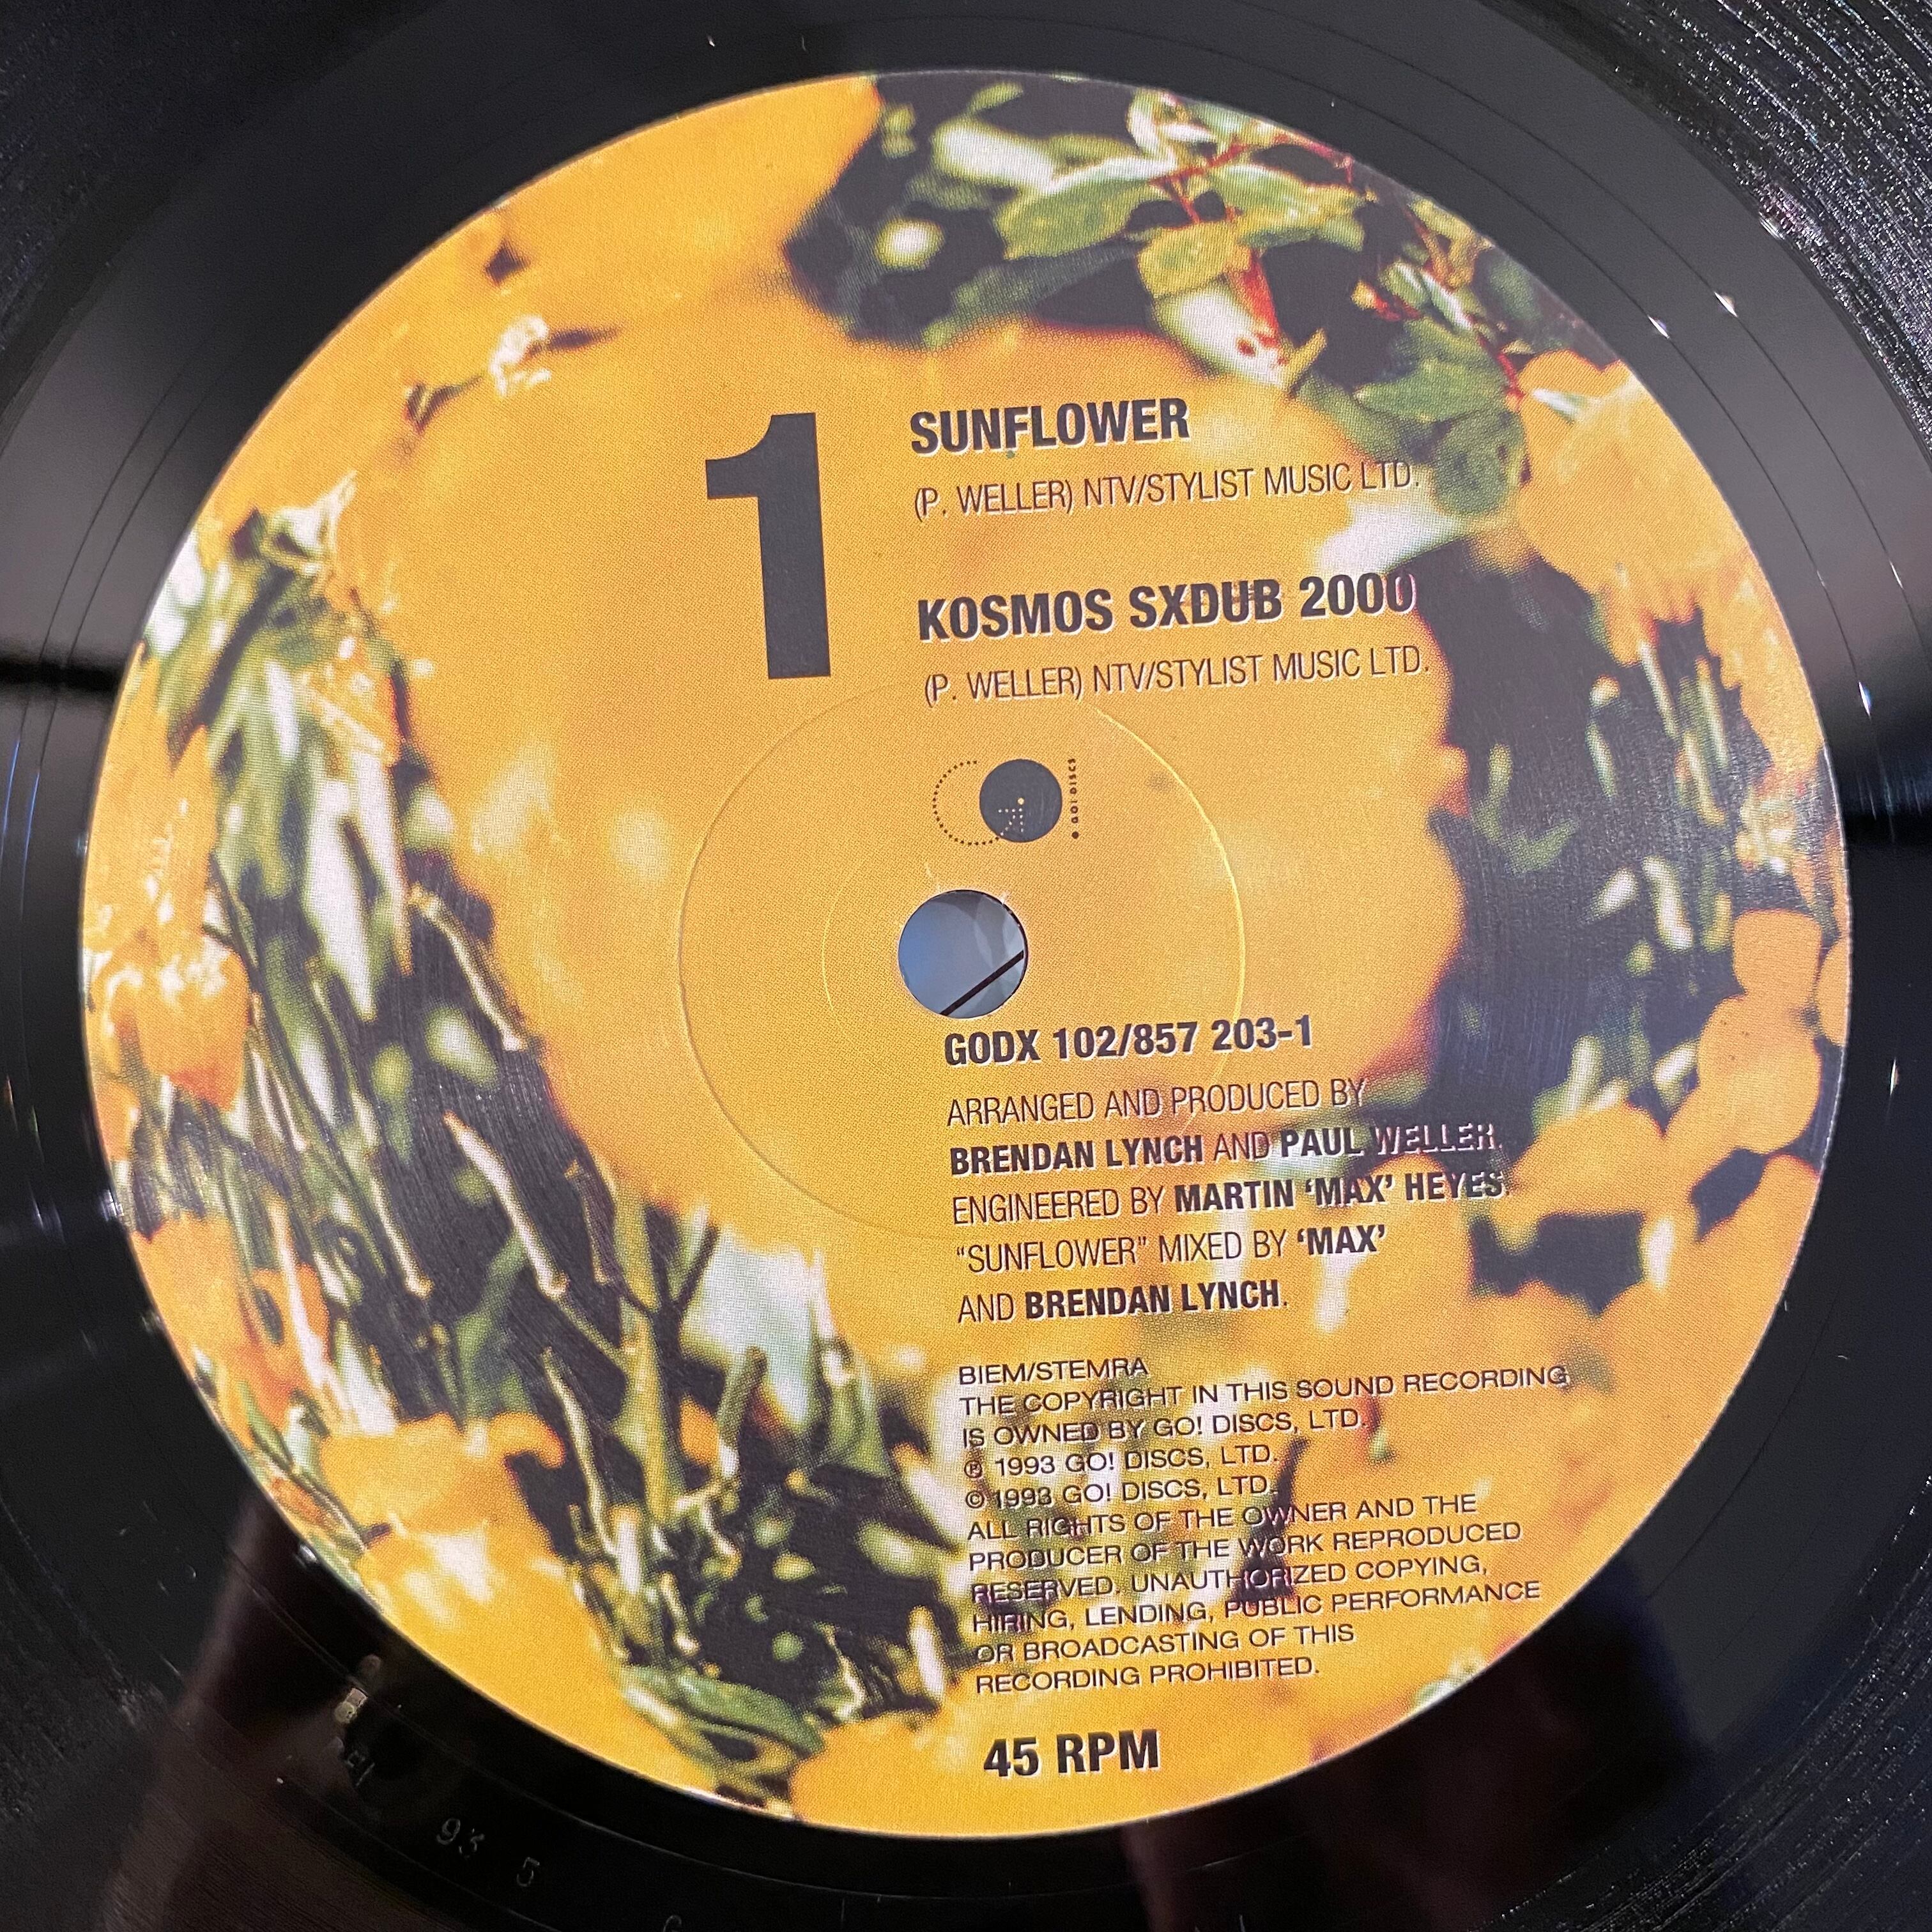 1
SUNFLOWER
(P. WELLER) NTV/STYLIST MUSIC LTD.
KOSMOS SXDUB 2000
(P. WELLER) NTV/STYLIST MUSIC LTD.
GO! DISCS
GODX 102/857 203-1
ARRANGED AND PRODUCED BY
BRENDAN LYNCH AND PAUL WELLER.
ENGINEERED BY MARTIN ‘MAX’ HEYES.
“SUNFLOWER” MIXED BY ‘MAX’
AND BRENDAN LYNCH.
BIEM/STEMRA
THE COPYRIGHT IN THIS SOUND RECORDING
IS OWNED BY GO! DISCS, LTD.
℗ 1993 GO! DISCS, LTD.
© 1993 GO! DISCS, LTD.
ALL RIGHTS OF THE OWNER AND THE
PRODUCER OF THE WORK REPRODUCED
RESERVED. UNAUTHORIZED COPYING,
HIRING, LENDING, PUBLIC PERFORMANCE
OR BROADCASTING OF THIS
RECORDING PROHIBITED.
45 RPM
93 5